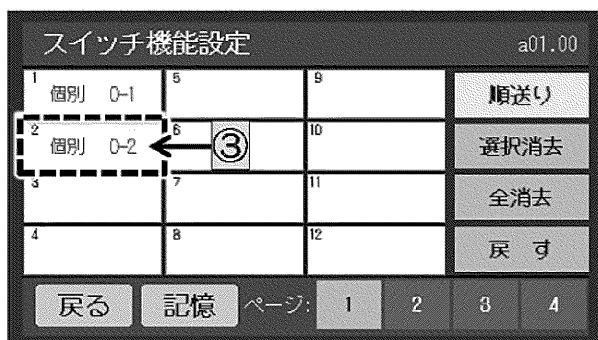 スイッチ機能設定 a01.00
1 個別 0-1 5 9 順送り
2 個別 0-2 ③ 6 10 選択消去
3 7 11 全消去
4 8 12 戻 す
戻る 記憶 ページ: 1 2 3 4